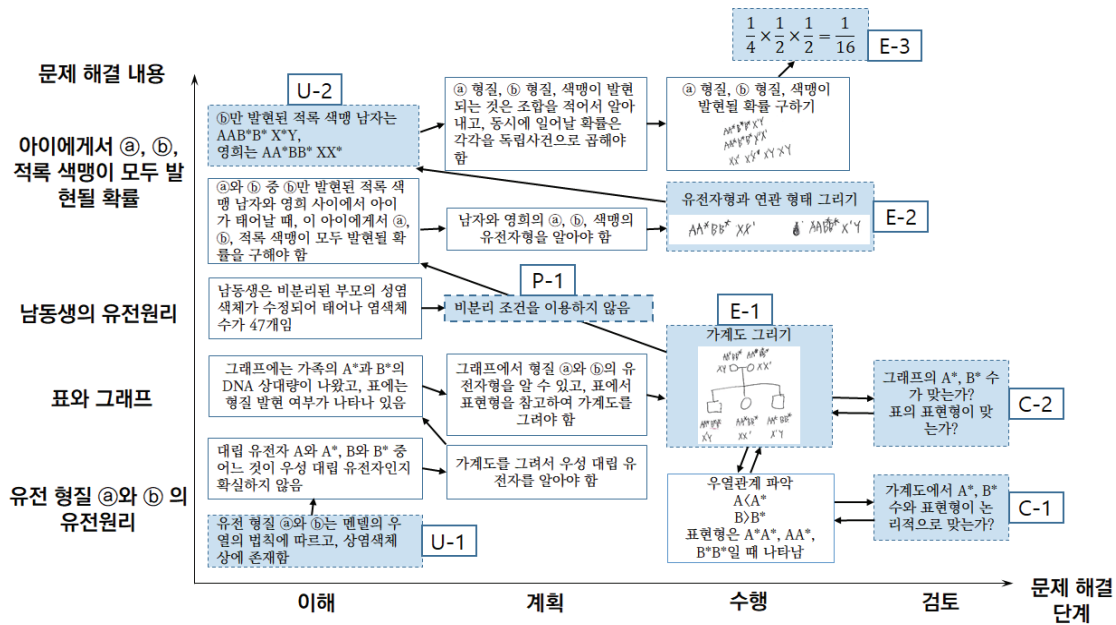 문제 해결 내용
아이에게서 ⓐ, ⓑ,
적록 색맹이 모두 발
현될 확률
남동생의 유전원리
표와 그래프
유전 형질 ⓐ와 ⓑ 의
유전원리
1/4 × 1/2 × 1/2 = 1/16
E-3
U-2
ⓑ만 발현된 적록 색맹 남자는
AAB*B* X*Y,
영희는 AA*BB* XX*
ⓐ 형질, ⓑ 형질, 색맹이 발현
되는 것은 조합을 적어서 알아
내고, 동시에 일어날 확률은
각각을 독립사건으로 곱해야
함
ⓐ 형질, ⓑ 형질, 색맹이
발현될 확률 구하기
ⓐ와 ⓑ 중 ⓑ만 발현된 적록 색
맹 남자와 영희 사이에서 아이
가 태어날 때, 이 아이에게서 ⓐ,
ⓑ, 적록 색맹이 모두 발현될 확
률을 구해야 함
남자와 영희의 ⓐ, ⓑ, 색맹의
유전자형을 알아야 함
유전자형과 연관 형태 그리기
AA*BB* XX'
E-2
남동생은 비분리된 부모의 성염
색체가 수정되어 태어나 염색체
수가 47개임
P-1
비분리 조건을 이용하지 않음
E-1
가계도 그리기
그래프에는 가족의 A*과 B*의
DNA 상대량이 나왔고, 표에는
형질 발현 여부가 나타나 있음
그래프에서 형질 ⓐ와 ⓑ의 유
전자형을 알 수 있고, 표에서
표현형을 참고하여 가계도를
그려야 함
그래프의 A*, B* 수
가 맞는가?
표의 표현형이 맞
는가?
C-2
대립 유전자 A와 A*, B와 B* 중
어느 것이 우성 대립 유전자인지
확실하지 않음
가계도를 그려서 우성 대립 유
전자를 알아야 함
우열관계 파악
A<A*
B>B*
표현형은 A*A*, AA*,
B*B*일 때 나타남
가계도에서 A*, B*
수와 표현형이 논
리적으로 맞는가?
C-1
유전 형질 ⓐ와 ⓑ는 멘델의 우
열의 법칙에 따르고, 상염색체
상에 존재함
U-1
이해
계획
수행
검토
문제 해결
단계